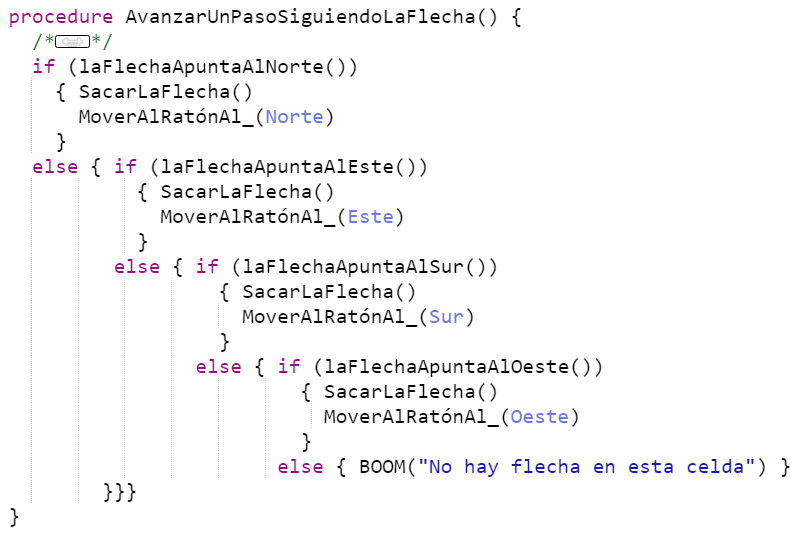 procedure AvanzarUnPasoSiguiendoLaFlecha() {
/**/
if (laFlechaApuntaAlNorte())
{ SacarLaFlecha()
MoverAlRatónAl_(Norte)
}
else { if (laFlechaApuntaAlEste())
{ SacarLaFlecha()
MoverAlRatónAl_(Este)
}
else { if (laFlechaApuntaAlSur())
{ SacarLaFlecha()
MoverAlRatónAl_(Sur)
}
else { if (laFlechaApuntaAlOeste())
{ SacarLaFlecha()
MoverAlRatónAl_(Oeste)
}
else { BOOM("No hay flecha en esta celda") }
}}}
}